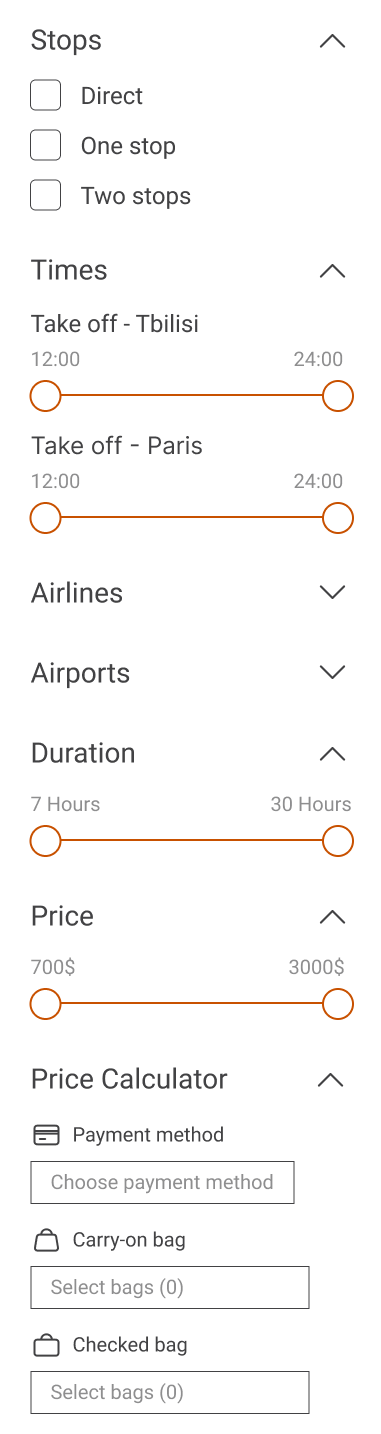 Stops
Direct
One stop
Two stops
Times
Take off - Tbilisi
12:00 24:00
Take off - Paris
12:00 24:00
Airlines
Airports
Duration
7 Hours 30 Hours
Price
700$ 3000$
Price Calculator
Payment method
Choose payment method
Carry-on bag
Select bags (0)
Checked bag
Select bags (0)